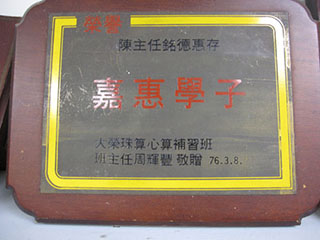 榮譽
陳主任銘德惠存
嘉惠學子
大榮珠算心算補習班
班主任周輝豐 敬贈 76.3.8.